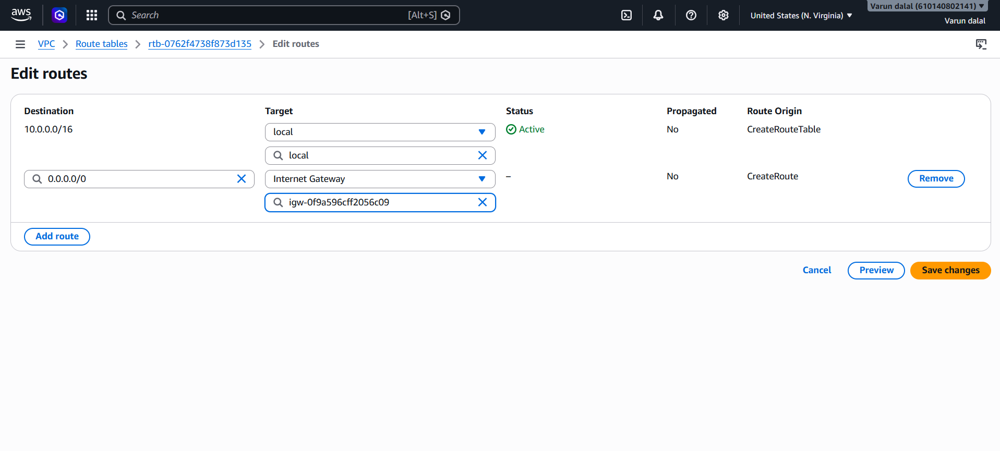 aws
Search [Alt+S]
United States (N. Virginia)
Varun dalal (610140802141)
Varun dalal
VPC
Route tables
rtb-0762f4738f873d135
Edit routes
Edit routes
Destination Target Status Propagated Route Origin
10.0.0.0/16 local Active No CreateRouteTable
local
0.0.0.0/0 Internet Gateway – No CreateRoute Remove
igw-0f9a596cff2056c09
Add route
Cancel Preview Save changes